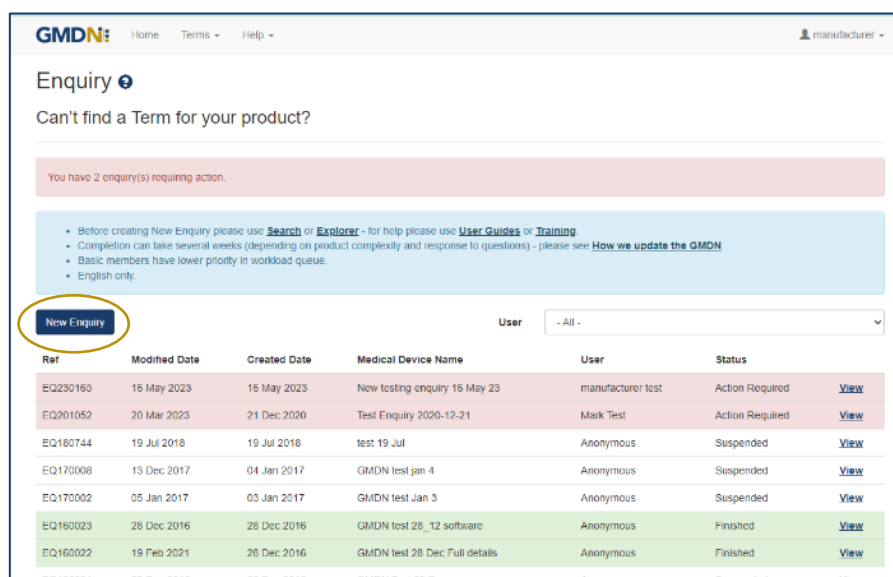 GMDN Home Terms Help manufacturer
Enquiry ?
Can't find a Term for your product?
You have 2 enquiry(s) requiring action.
• Before creating New Enquiry please use Search or Explorer - for help please use User Guides or Training.
• Completion can take several weeks (depending on product complexity and response to questions) - please see How we update the GMDN
• Basic members have lower priority in workload queue.
• English only.
New Enquiry User - All -
Ref Modified Date Created Date Medical Device Name User Status
EQ230165 16 May 2023 16 May 2023 New testing enquiry 16 May 23 manufacturer test Action Required View
EQ201052 20 Mar 2023 21 Dec 2020 Test Enquiry 2020-12-21 Mark Test Action Required View
EQ180744 19 Jul 2018 19 Jul 2018 test 19 Jul Anonymous Suspended View
EQ170008 13 Dec 2017 04 Jan 2017 GMDN test jan 4 Anonymous Suspended View
EQ170002 05 Jan 2017 03 Jan 2017 GMDN test Jan 3 Anonymous Suspended View
EQ160023 28 Dec 2016 28 Dec 2016 GMDN test 28_12 software Anonymous Finished View
EQ160022 19 Feb 2021 28 Dec 2016 GMDN test 28 Dec Full details Anonymous Finished View